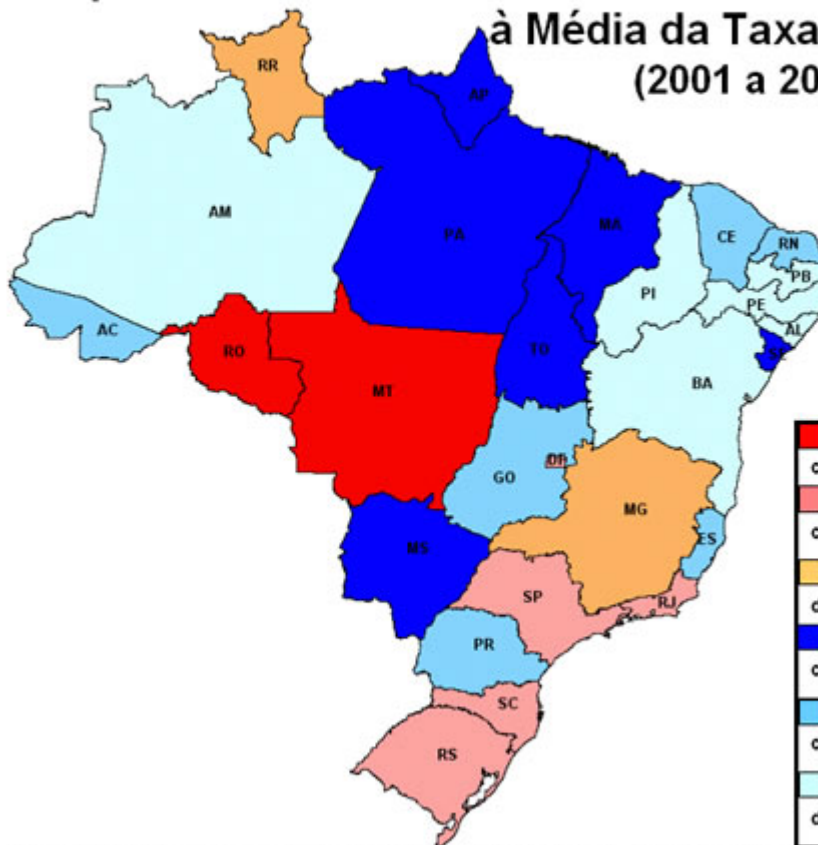 à Média da Taxa
(2001 a 20
RR
AP
AM
PA
MA
CE
RN
PB
PI
PE
AL
AC
RO
TO
SE
MT
BA
GO
DF
MG
ES
MS
SP
RJ
PR
SC
RS